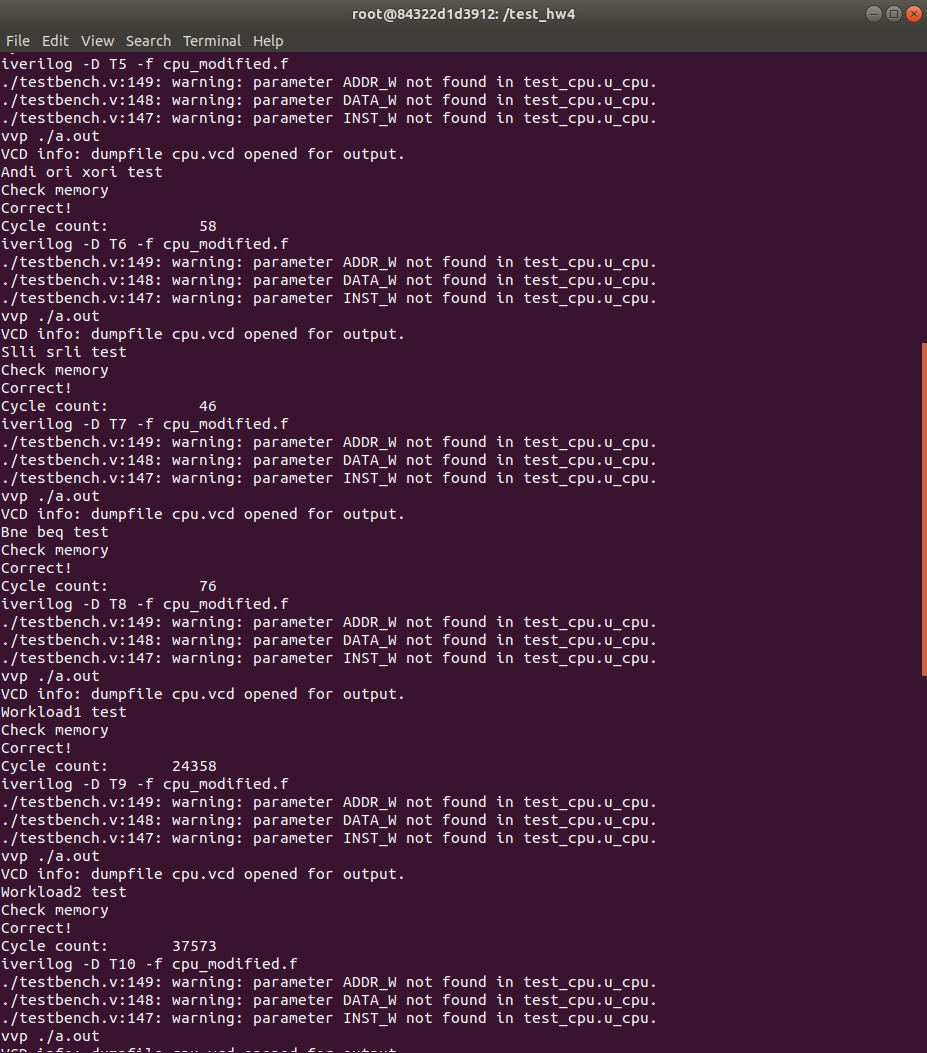 root@84322d1d3912: /test_hw4
File Edit View Search Terminal Help
iverilog -D T5 -f cpu_modified.f
./testbench.v:149: warning: parameter ADDR_W not found in test_cpu.u_cpu.
./testbench.v:148: warning: parameter DATA_W not found in test_cpu.u_cpu.
./testbench.v:147: warning: parameter INST_W not found in test_cpu.u_cpu.
vvp ./a.out
VCD info: dumpfile cpu.vcd opened for output.
Andi ori xori test
Check memory
Correct!
Cycle count:          58
iverilog -D T6 -f cpu_modified.f
./testbench.v:149: warning: parameter ADDR_W not found in test_cpu.u_cpu.
./testbench.v:148: warning: parameter DATA_W not found in test_cpu.u_cpu.
./testbench.v:147: warning: parameter INST_W not found in test_cpu.u_cpu.
vvp ./a.out
VCD info: dumpfile cpu.vcd opened for output.
Slli srli test
Check memory
Correct!
Cycle count:          46
iverilog -D T7 -f cpu_modified.f
./testbench.v:149: warning: parameter ADDR_W not found in test_cpu.u_cpu.
./testbench.v:148: warning: parameter DATA_W not found in test_cpu.u_cpu.
./testbench.v:147: warning: parameter INST_W not found in test_cpu.u_cpu.
vvp ./a.out
VCD info: dumpfile cpu.vcd opened for output.
Bne beq test
Check memory
Correct!
Cycle count:          76
iverilog -D T8 -f cpu_modified.f
./testbench.v:149: warning: parameter ADDR_W not found in test_cpu.u_cpu.
./testbench.v:148: warning: parameter DATA_W not found in test_cpu.u_cpu.
./testbench.v:147: warning: parameter INST_W not found in test_cpu.u_cpu.
vvp ./a.out
VCD info: dumpfile cpu.vcd opened for output.
Workload1 test
Check memory
Correct!
Cycle count:       24358
iverilog -D T9 -f cpu_modified.f
./testbench.v:149: warning: parameter ADDR_W not found in test_cpu.u_cpu.
./testbench.v:148: warning: parameter DATA_W not found in test_cpu.u_cpu.
./testbench.v:147: warning: parameter INST_W not found in test_cpu.u_cpu.
vvp ./a.out
VCD info: dumpfile cpu.vcd opened for output.
Workload2 test
Check memory
Correct!
Cycle count:       37573
iverilog -D T10 -f cpu_modified.f
./testbench.v:149: warning: parameter ADDR_W not found in test_cpu.u_cpu.
./testbench.v:148: warning: parameter DATA_W not found in test_cpu.u_cpu.
./testbench.v:147: warning: parameter INST_W not found in test_cpu.u_cpu.
vvp ./a.out
VCD info: dumpfile cpu.vcd opened for output.